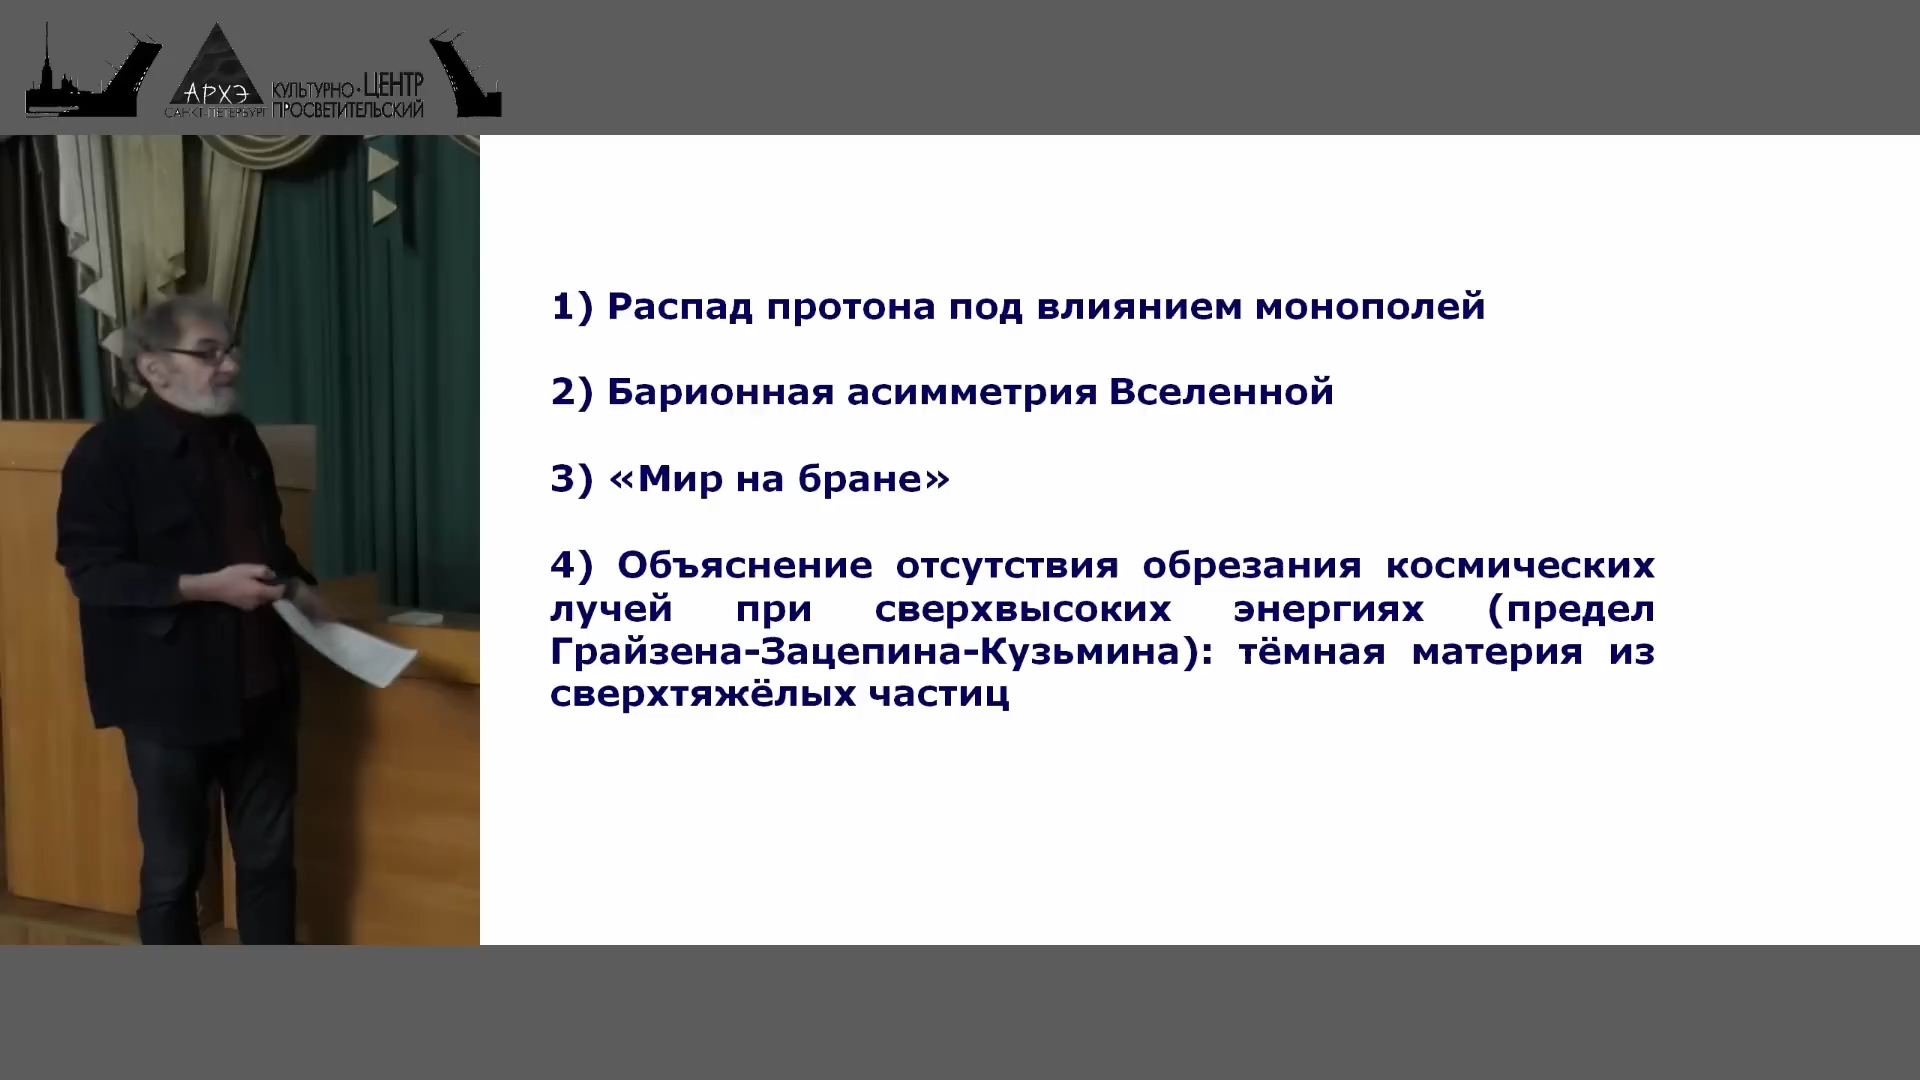 АРХЭ
САНКТ-ПЕТЕРБУРГ
КУЛЬТУРНО-ЦЕНТР
ПРОСВЕТИТЕЛЬСКИЙ
1) Распад протона под влиянием монополей
2) Барионная асимметрия Вселенной
3) «Мир на бране»
4) Объяснение отсутствия обрезания космических
лучей при сверхвысоких энергиях (предел
Грайзена-Зацепина-Кузьмина): тёмная материя из
сверхтяжёлых частиц